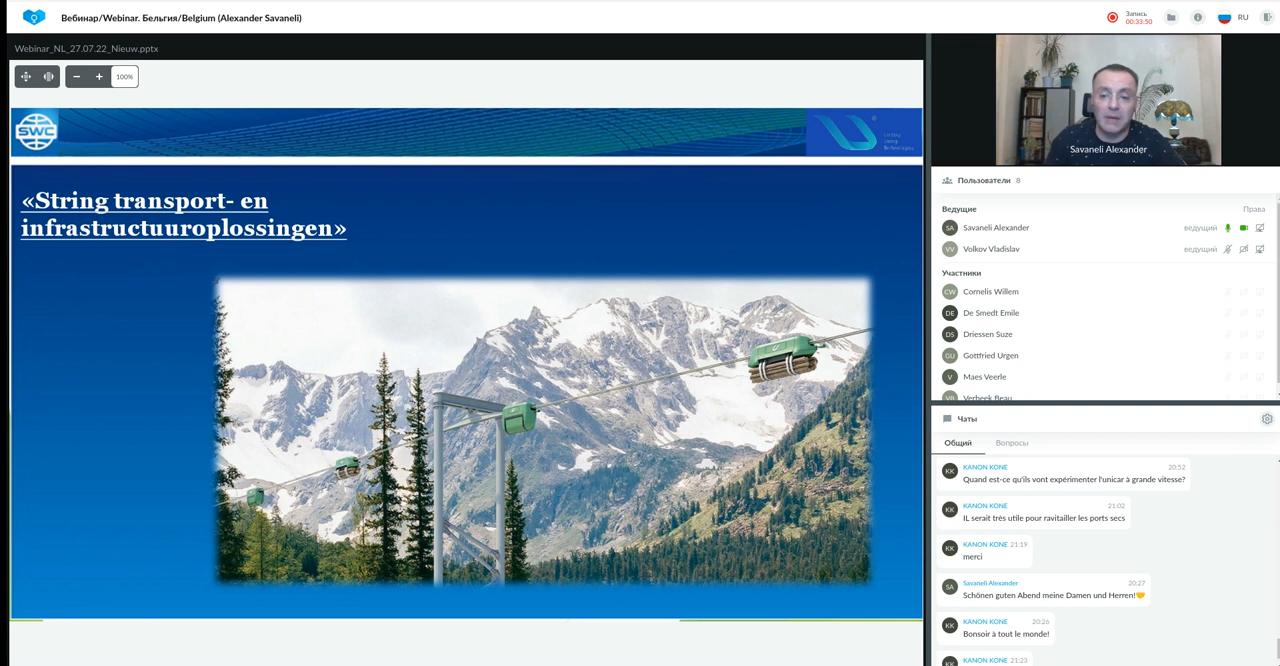 Вебинар/Webinar. Бельгия/Belgium (Alexander Savaneli)
Запись
00:33:50
RU
Webinar_NL_27.07.22_Nieuw.pptx
100%
SWC
«String transport- en
infrastructuuroplossingen»
Savaneli Alexander
Пользователи 8
Ведущие Права
SA Savaneli Alexander ведущий
VV Volkov Vladislav ведущий
Участники
CW Cornelis Willem
DE De Smedt Emile
DS Driessen Suze
GU Gottfried Urgen
V Maes Veerle
VB Verbeek Beau
Чаты
Общий Вопросы
KK KANON KONE 20:52
Quand est-ce qu'ils vont expérimenter l'unicar à grande vitesse?
KK KANON KONE 21:02
IL serait très utile pour ravitailler les ports secs
KK KANON KONE 21:19
merci
SA Savaneli Alexander 20:27
Schönen guten Abend meine Damen und Herren!🤝
KK KANON KONE 20:26
Bonsoir à tout le monde!
KK KANON KONE 21:23